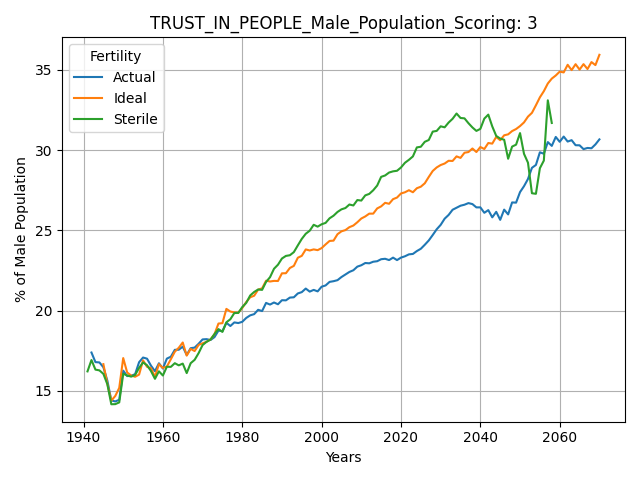 TRUST_IN_PEOPLE_Male_Population_Scoring: 3
Fertility
Actual
Ideal
Sterile
% of Male Population
35
30
25
20
15
1940 1960 1980 2000 2020 2040 2060
Years